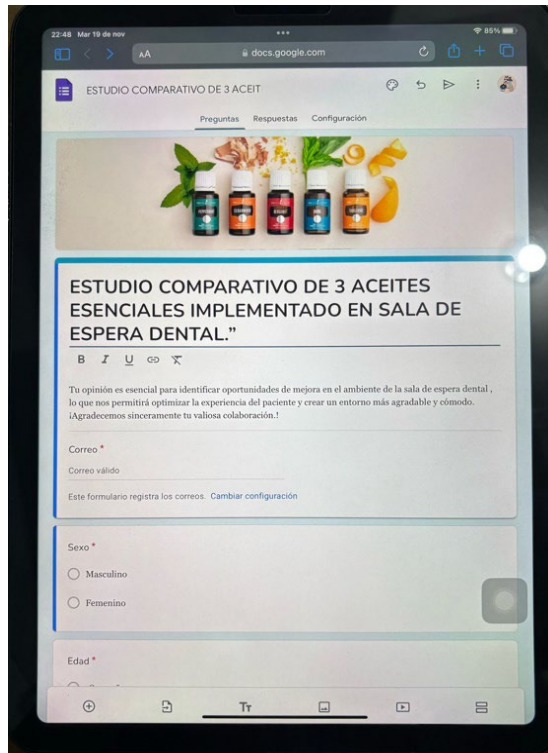 22:48 Mar 19 de nov
85%
AA
docs.google.com
ESTUDIO COMPARATIVO DE 3 ACEIT
Preguntas Respuestas Configuración
ESTUDIO COMPARATIVO DE 3 ACEITES
ESENCIALES IMPLEMENTADO EN SALA DE
ESPERA DENTAL.”
B I U
Tu opinión es esencial para identificar oportunidades de mejora en el ambiente de la sala de espera dental ,
lo que nos permitirá optimizar la experiencia del paciente y crear un entorno más agradable y cómodo.
¡Agradecemos sinceramente tu valiosa colaboración.!
Correo *
Correo válido
Este formulario registra los correos. Cambiar configuración
Sexo *
Masculino
Femenino
Edad *
Tт